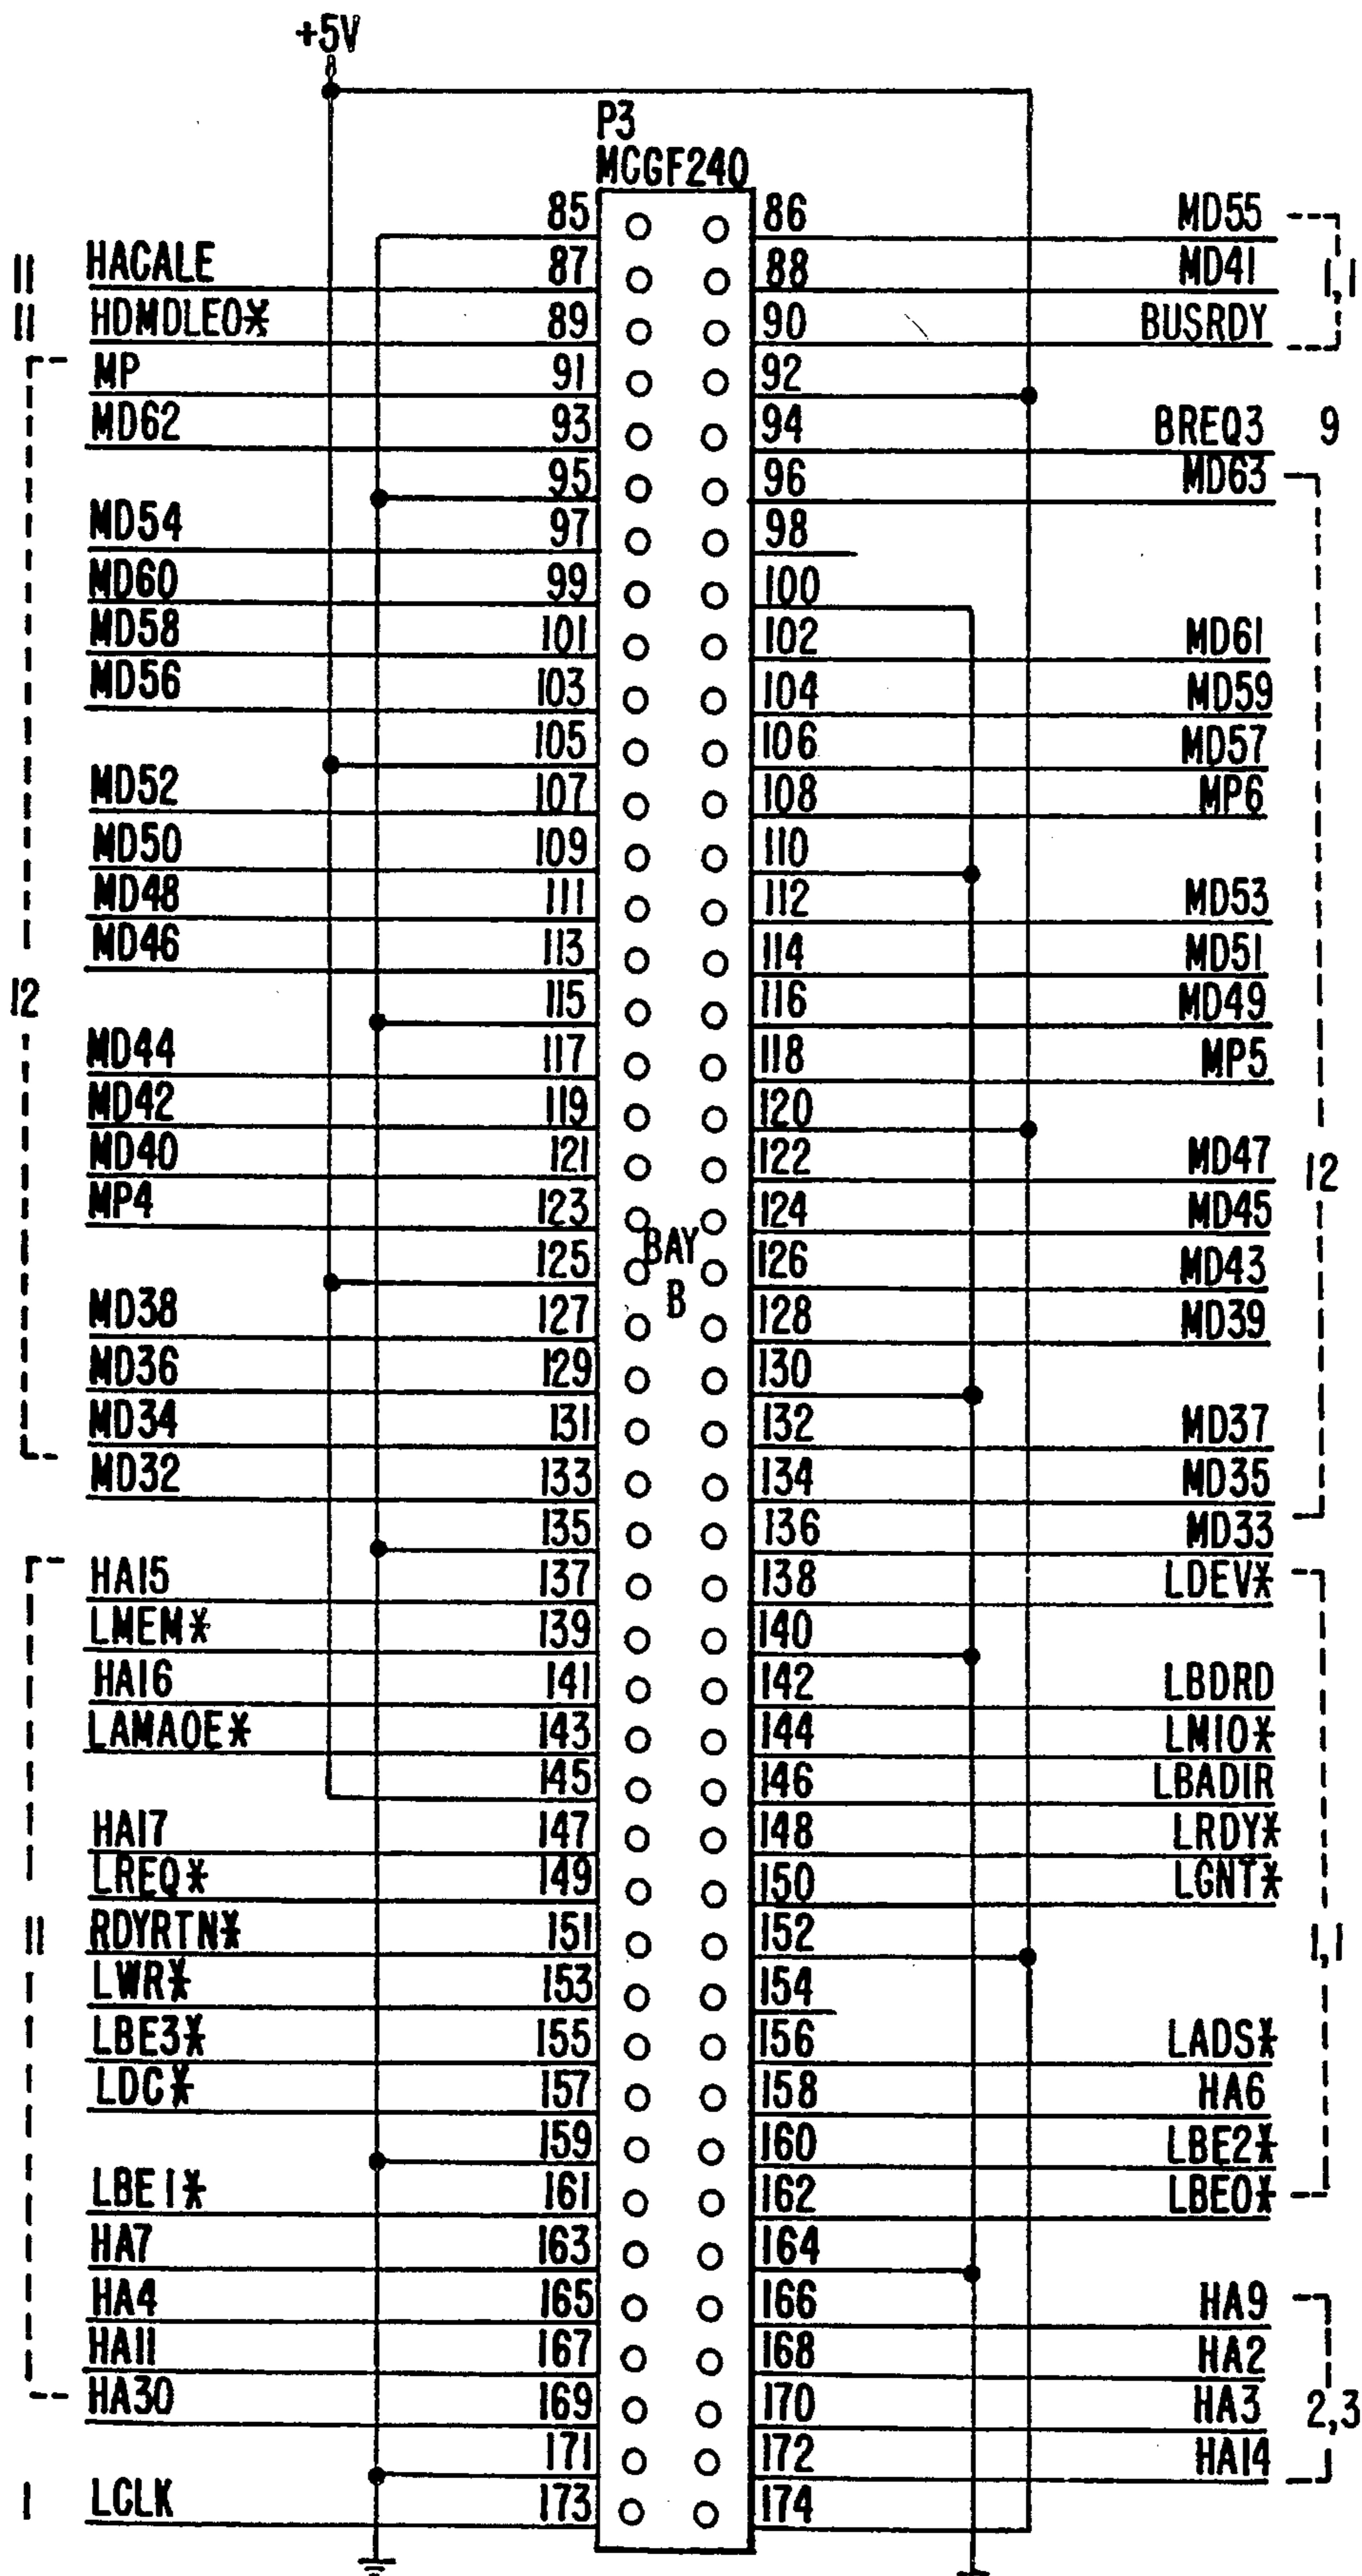 +5V
P3
MCGF240
85 86 MD55
11 HACALE 87 88 MD41 1,1
11 HDMDLE0* 89 90 BUSRDY
MP 91 92
MD62 93 94 BREQ3 9
95 96 MD63
MD54 97 98
MD60 99 100
MD58 101 102 MD61
MD56 103 104 MD59
105 106 MD57
MD52 107 108 MP6
MD50 109 110
MD48 111 112 MD53
MD46 113 114 MD51
12 115 116 MD49
MD44 117 118 MP5
MD42 119 120
MD40 121 122 MD47 12
MP4 123 124 MD45
BAY
125 126 MD43
B
MD38 127 128 MD39
MD36 129 130
MD34 131 132 MD37
MD32 133 134 MD35
135 136 MD33
HA15 137 138 LDEV*
LMEM* 139 140
HA16 141 142 LBDRD
LAMAOE* 143 144 LMIO*
145 146 LBADIR
HA17 147 148 LRDY*
LREQ* 149 150 LGNT*
11 RDYRTN* 151 152 1,1
LWR* 153 154
LBE3* 155 156 LADS*
LDC* 157 158 HA6
159 160 LBE2*
LBE1* 161 162 LBE0*
HA7 163 164
HA4 165 166 HA9
HA11 167 168 HA2
HA30 169 170 HA3 2,3
171 172 HA14
1 LCLK 173 174